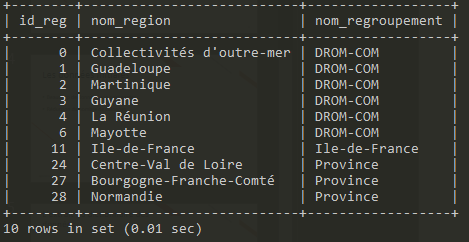 +--------+---------------------------+-----------------+
| id_reg | nom_region                | nom_regroupement |
+--------+---------------------------+-----------------+
|      0 | Collectivités d'outre-mer | DROM-COM        |
|      1 | Guadeloupe                | DROM-COM        |
|      2 | Martinique                | DROM-COM        |
|      3 | Guyane                    | DROM-COM        |
|      4 | La Réunion                | DROM-COM        |
|      6 | Mayotte                   | DROM-COM        |
|     11 | Ile-de-France             | Ile-de-France   |
|     24 | Centre-Val de Loire       | Province        |
|     27 | Bourgogne-Franche-Comté   | Province        |
|     28 | Normandie                 | Province        |
+--------+---------------------------+-----------------+
10 rows in set (0.01 sec)